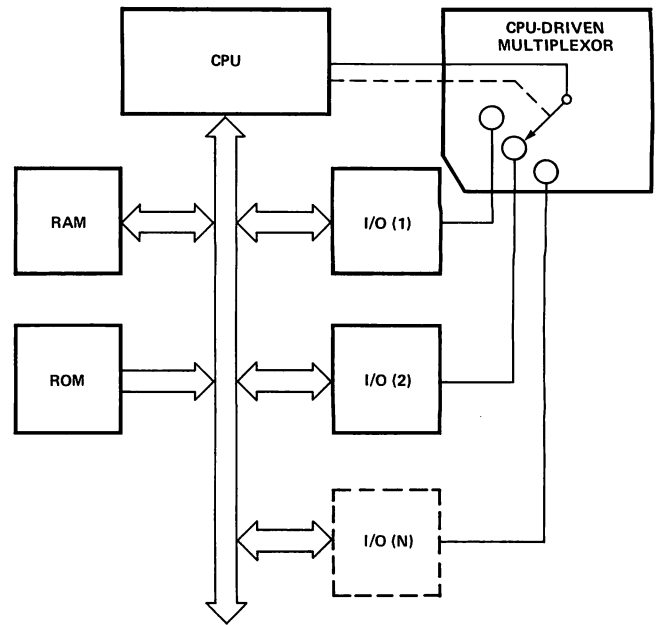 CPU
CPU-DRIVEN
MULTIPLEXOR
RAM
I/O (1)
ROM
I/O (2)
I/O (N)